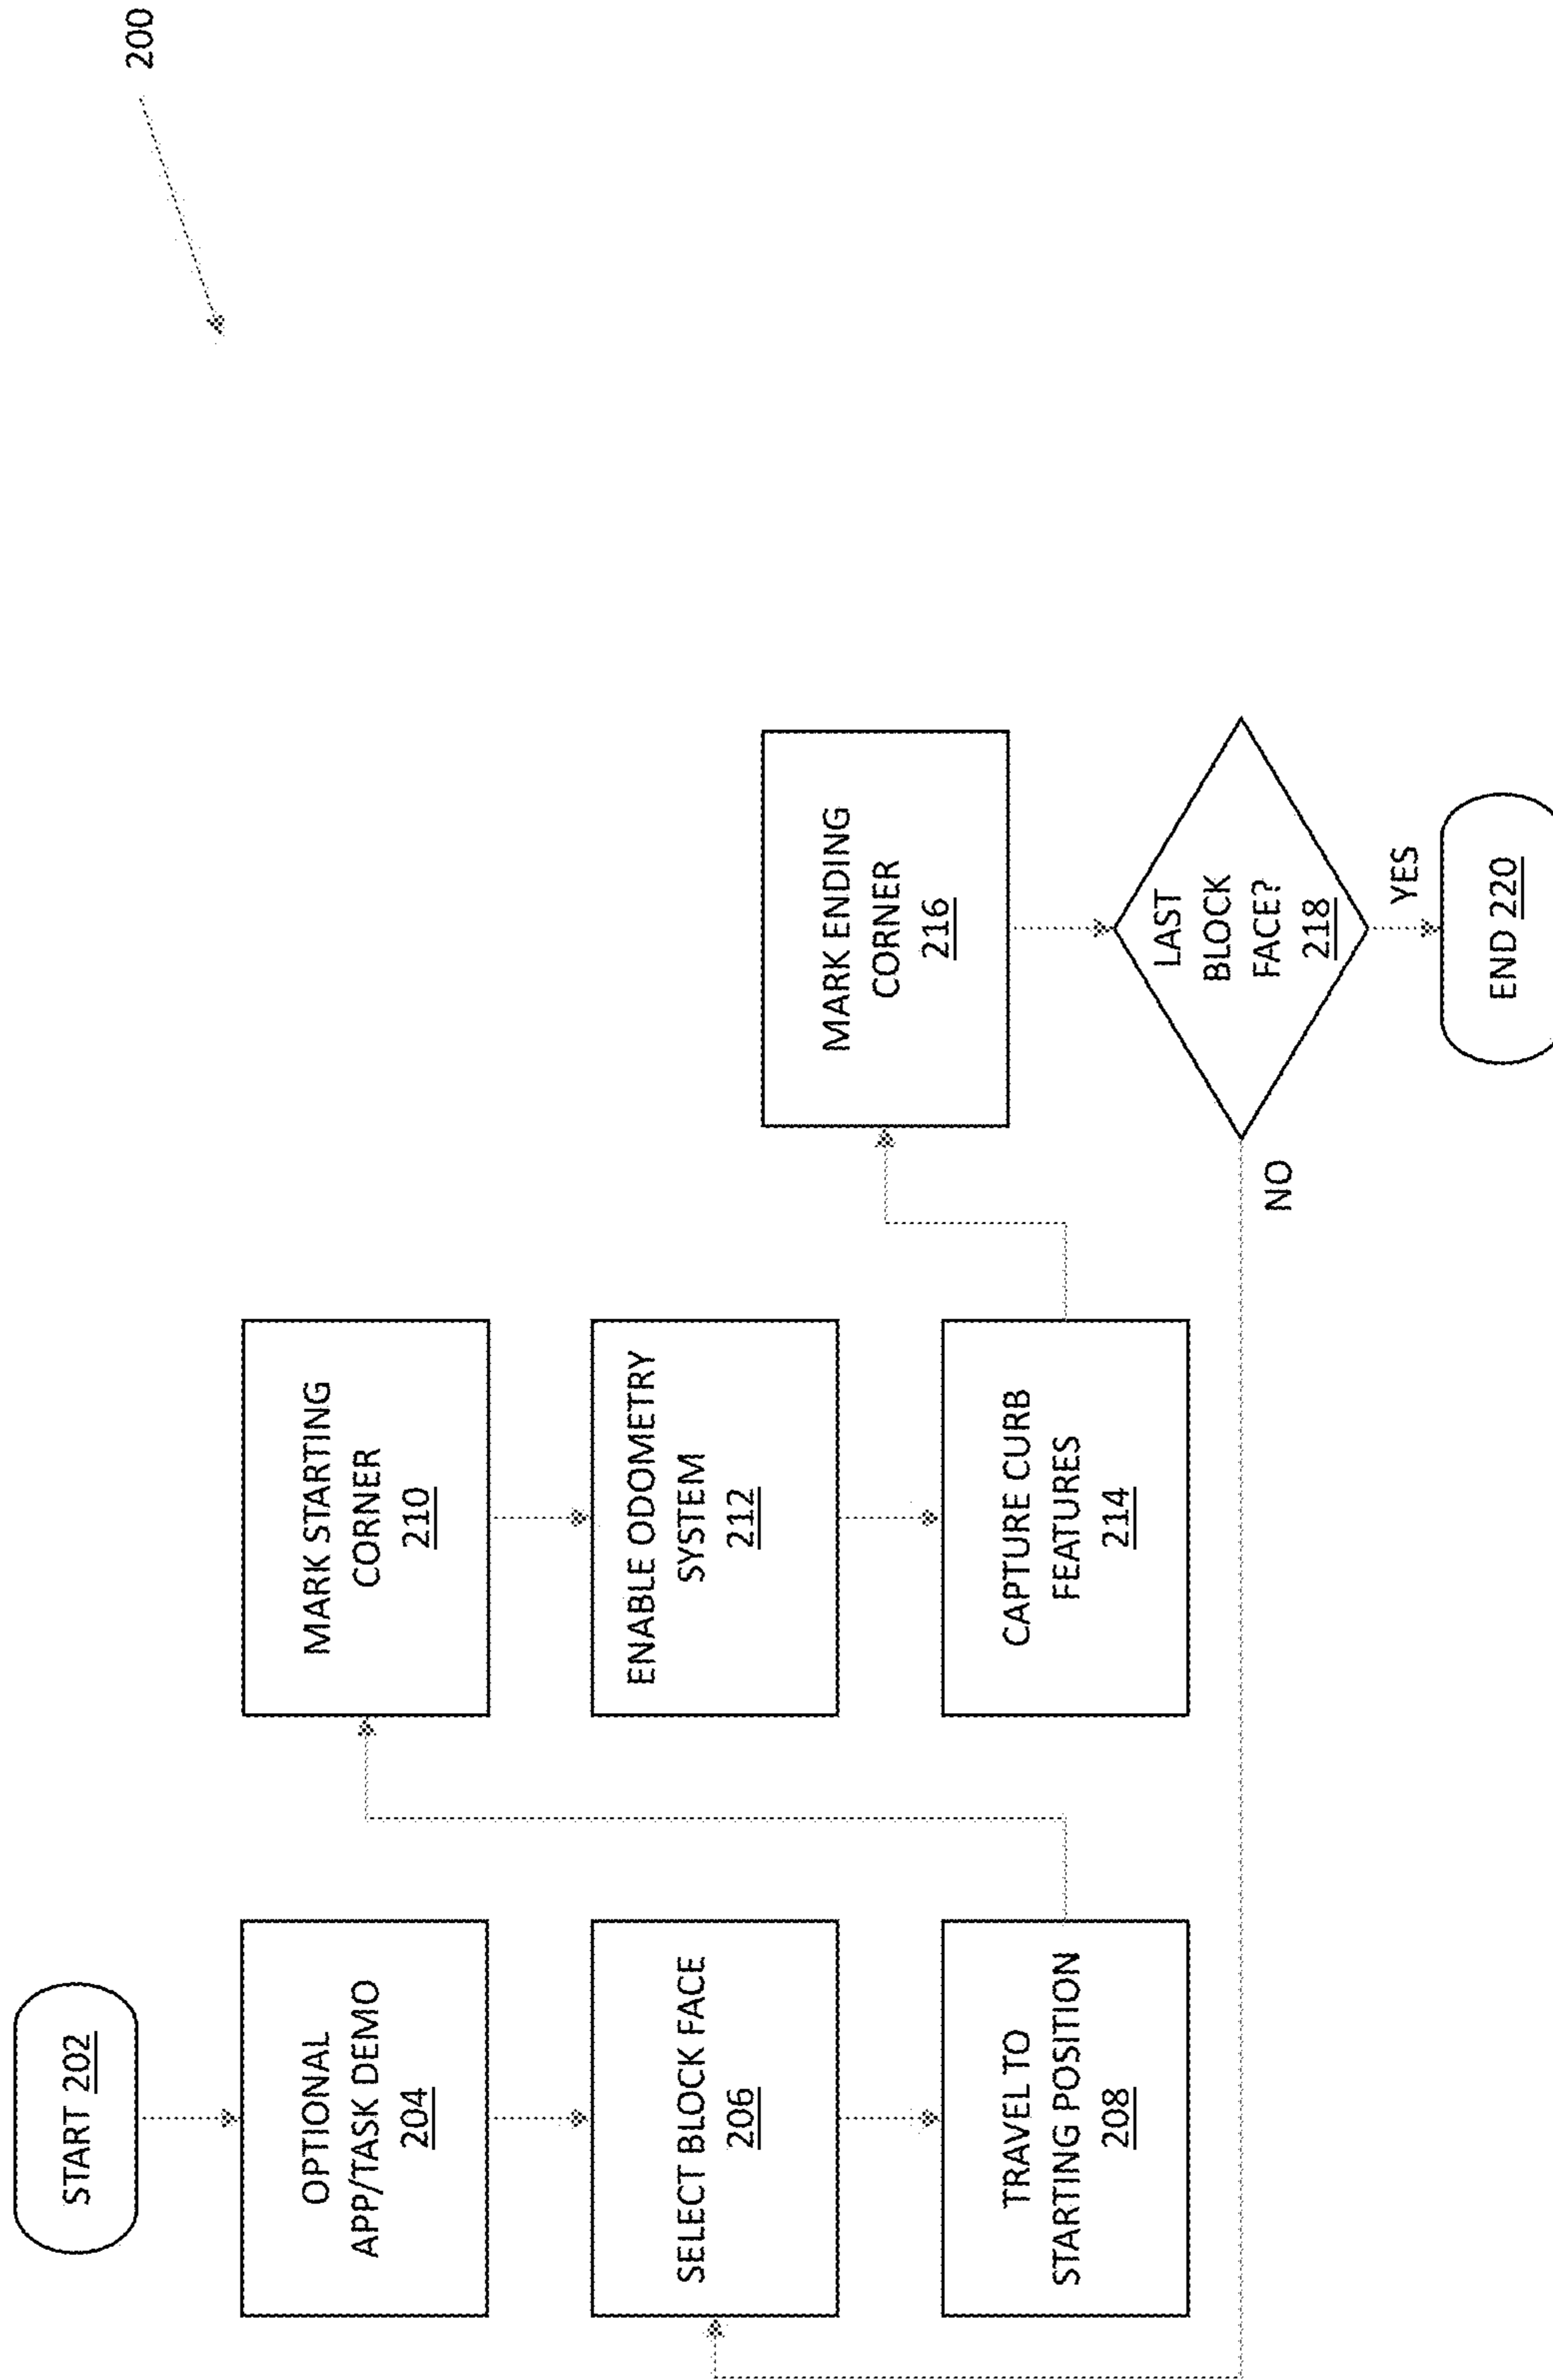 200
START 202
OPTIONAL
APP/TASK DEMO
204
SELECT BLOCK FACE
206
TRAVEL TO
STARTING POSITION
208
MARK STARTING
CORNER
210
ENABLE ODOMETRY
SYSTEM
212
CAPTURE CURB
FEATURES
214
MARK ENDING
CORNER
216
LAST
BLOCK
FACE?
218
NO
YES
END 220